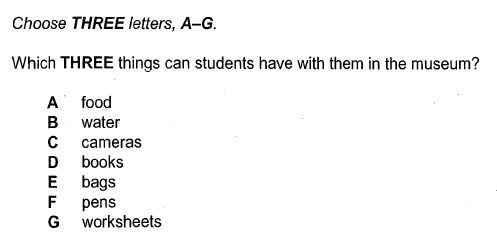 Choose THREE letters, A–G.
Which THREE things can students have with them in the museum?
A food
B water
C cameras
D books
E bags
F pens
G worksheets